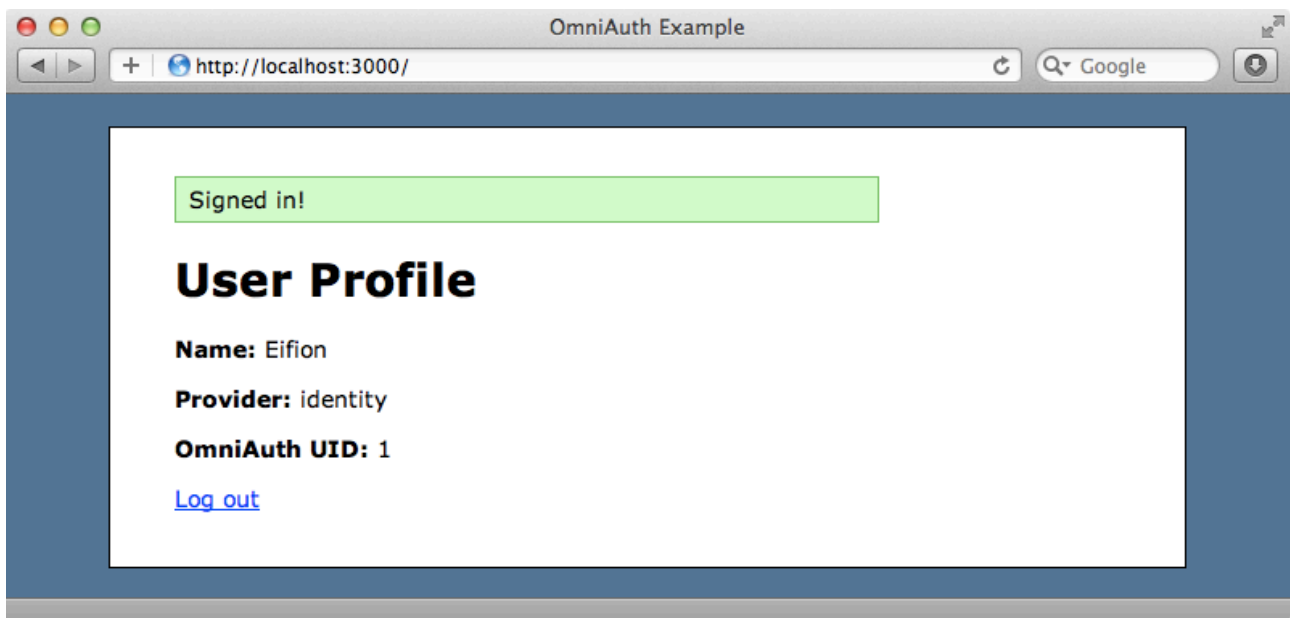 OmniAuth Example
http://localhost:3000/
Google
Signed in!
User Profile
Name: Eifion
Provider: identity
OmniAuth UID: 1
Log out